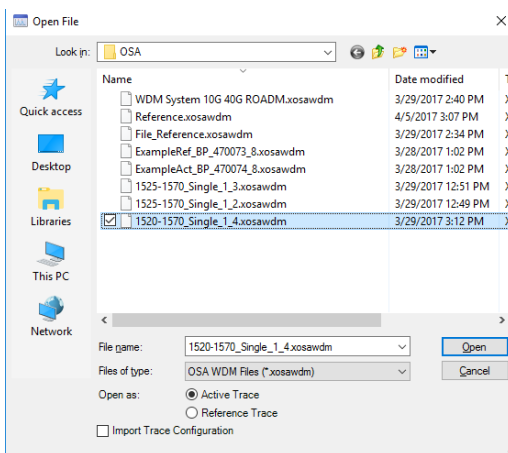 Open File
Look in: OSA
Name Date modified
WDM System 10G 40G ROADM.xosawdm 3/29/2017 2:40 PM
Reference.xosawdm 4/5/2017 3:07 PM
File_Reference.xosawdm 3/29/2017 2:34 PM
ExampleRef_BP_470073_8.xosawdm 3/28/2017 1:02 PM
ExampleAct_BP_470074_8.xosawdm 3/28/2017 1:02 PM
1525-1570_Single_1_3.xosawdm 3/29/2017 12:51 PM
1525-1570_Single_1_2.xosawdm 3/29/2017 12:49 PM
1520-1570_Single_1_4.xosawdm 3/29/2017 3:12 PM
Quick access
Desktop
Libraries
This PC
Network
File name: 1520-1570_Single_1_4.xosawdm Open
Files of type: OSA WDM Files (*.xosawdm) Cancel
Open as: Active Trace
Reference Trace
Import Trace Configuration